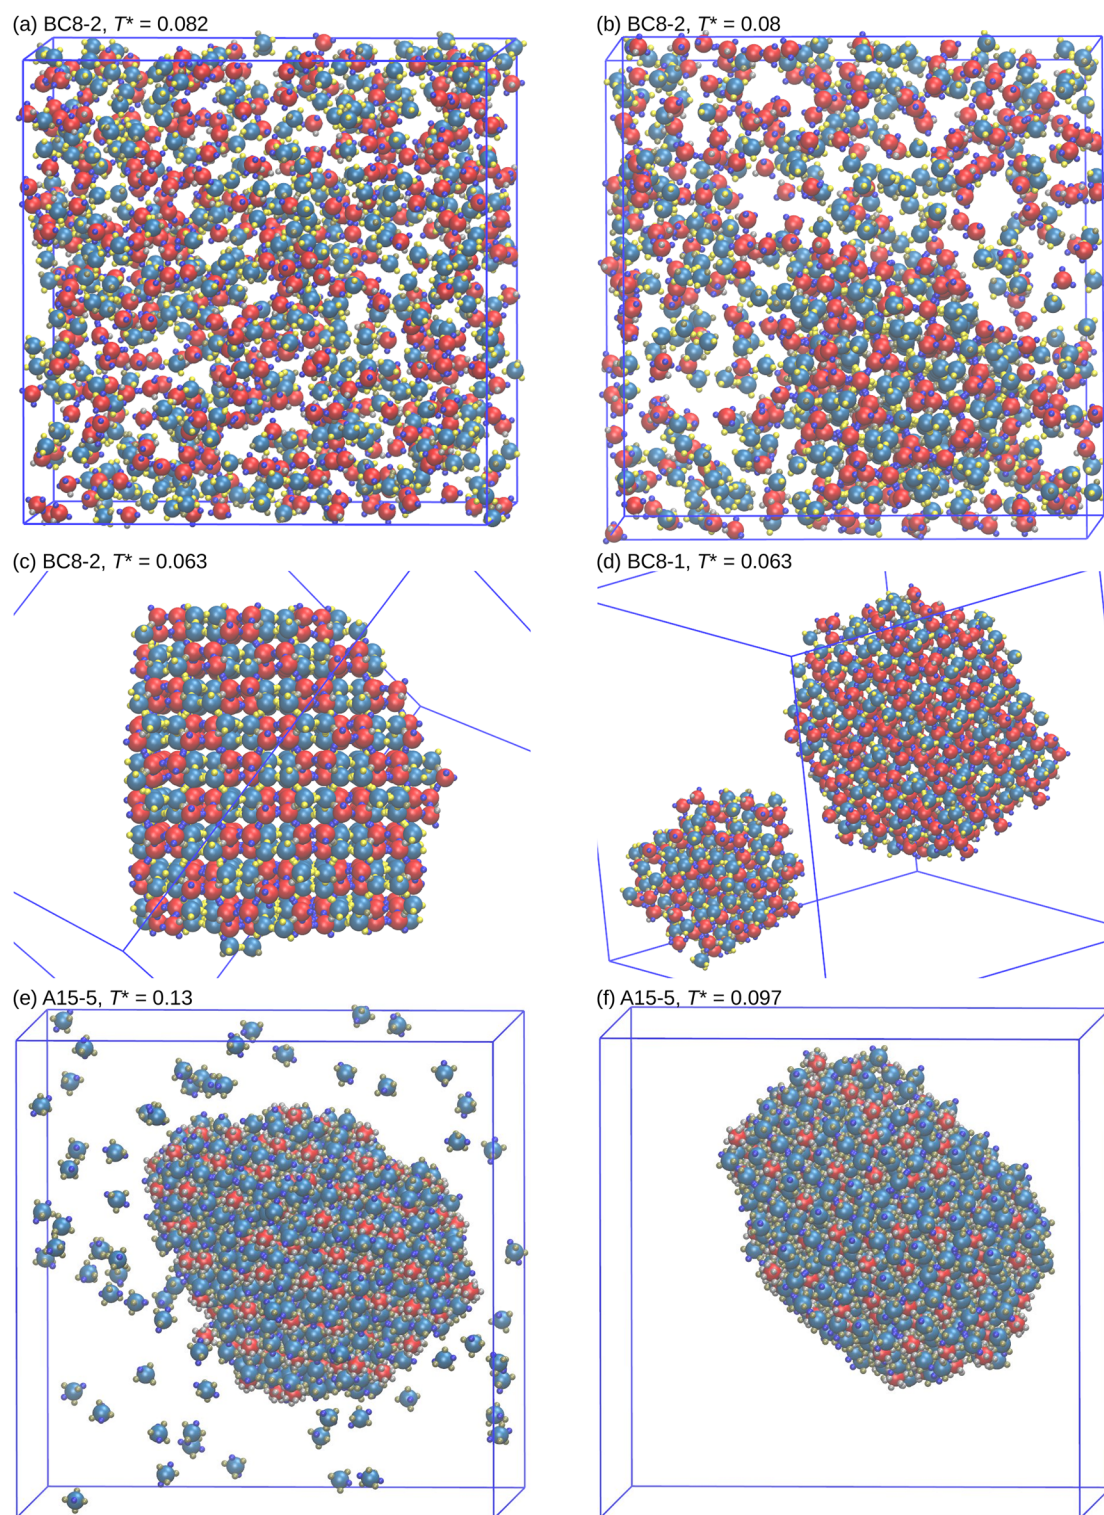 (a) BC8-2, T* = 0.082
(b) BC8-2, T* = 0.08
(c) BC8-2, T* = 0.063
(d) BC8-1, T* = 0.063
(e) A15-5, T* = 0.13
(f) A15-5, T* = 0.097